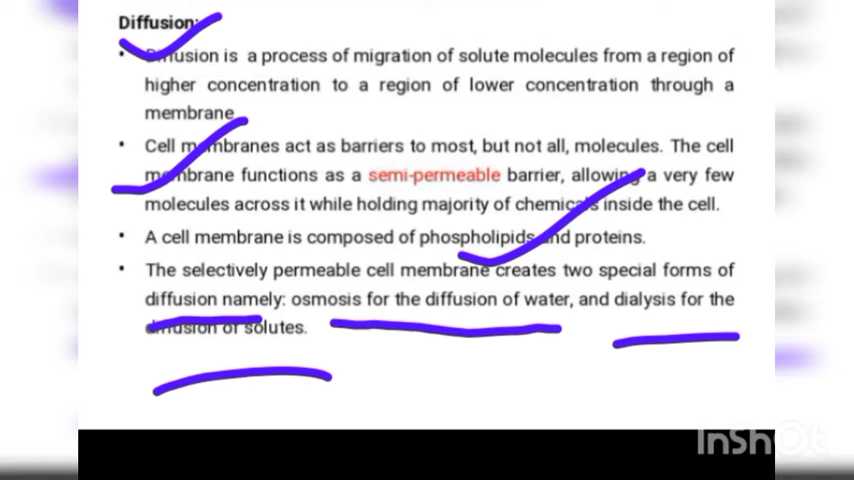 Diffusion:
• Diffusion is a process of migration of solute molecules from a region of
higher concentration to a region of lower concentration through a
membrane
• Cell membranes act as barriers to most, but not all, molecules. The cell
membrane functions as a semi-permeable barrier, allowing a very few
molecules across it while holding majority of chemicals inside the cell.
• A cell membrane is composed of phospholipids and proteins.
• The selectively permeable cell membrane creates two special forms of
diffusion namely: osmosis for the diffusion of water, and dialysis for the
diffusion of solutes.
InShOt